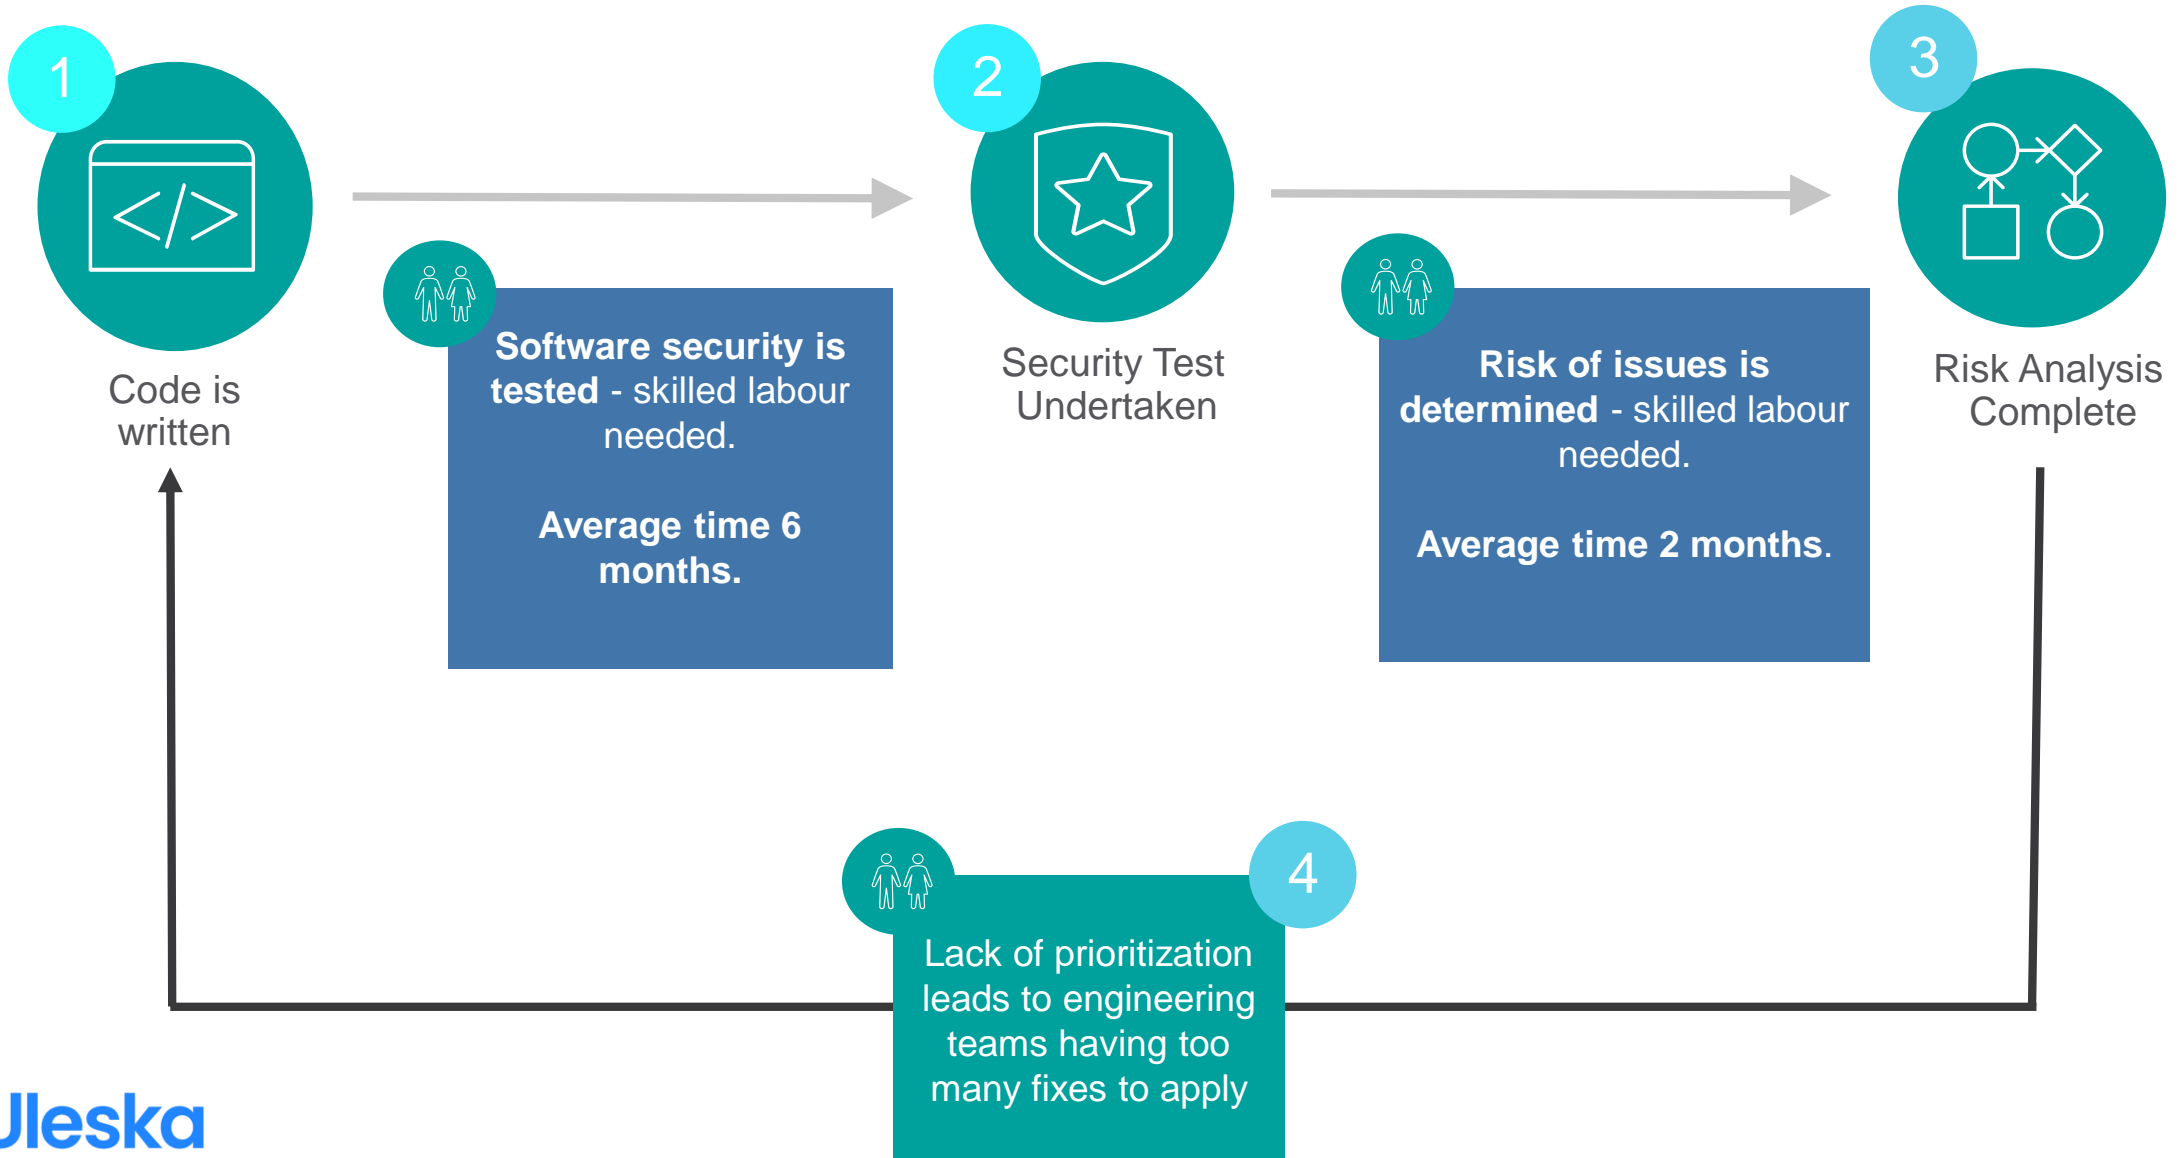 1
Code is
written
Software security is
tested - skilled labour
needed.
Average time 6
months.
2
Security Test
Undertaken
Risk of issues is
determined - skilled labour
needed.
Average time 2 months.
3
Risk Analysis
Complete
4
Lack of prioritization
leads to engineering
teams having too
many fixes to apply
Uleska